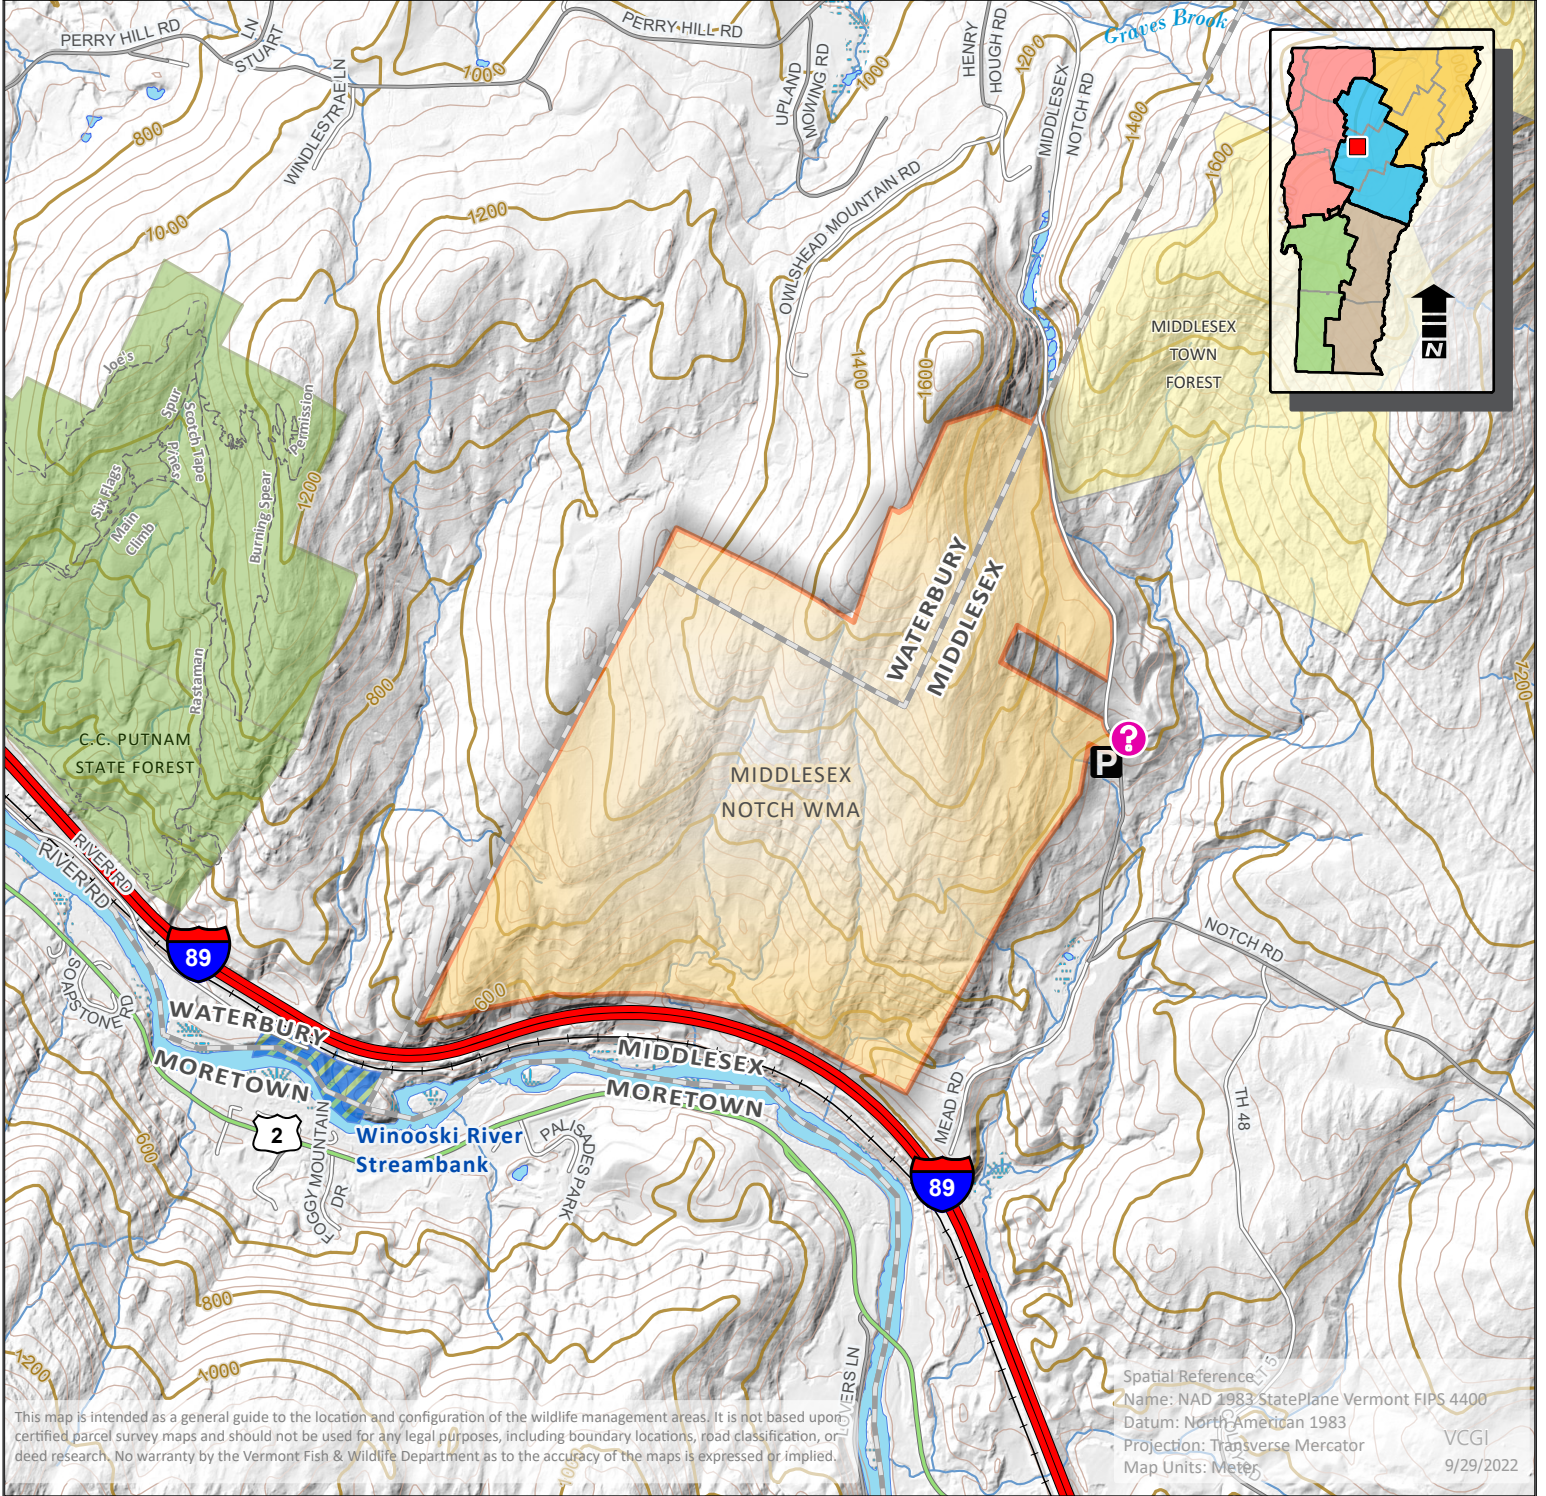 PERRY HILL RD
STUART
LN
WINDLESTRAE LN
PERRY HILL RD
UPLAND
MOWING RD
HENRY
HOUGH RD
MIDDLESEX
NOTCH RD
Graves Brook
OWLSHEAD MOUNTAIN RD
800
1000
1000
1000
1200
1200
1400
1600
1200
1400
1600
MIDDLESEX
TOWN
FOREST
N
Joe's
Spur
Scotch Tape
Pipes
Permission
Six Flags
Main
Climb
Burning Spear
1200
Rastaman
800
1200
C.C. PUTNAM
STATE FOREST
WATERBURY
MIDDLESEX
MIDDLESEX
NOTCH WMA
?
P
RIVER RD
RIVER RD
89
600
NOTCH RD
SOAPSTONE
RD
WATERBURY
MORETOWN
MIDDLESEX
MORETOWN
MEAD RD
TH 48
2
Winooski River
Streambank
PALISADES PARK
FOGGY MOUNTAIN
DR
89
600
800
1000
1200
LOVERS LN
This map is intended as a general guide to the location and configuration of the wildlife management areas. It is not based upon
certified parcel survey maps and should not be used for any legal purposes, including boundary locations, road classification, or
deed research. No warranty by the Vermont Fish & Wildlife Department as to the accuracy of the maps is expressed or implied.
Spatial Reference
Name: NAD 1983 StatePlane Vermont FIPS 4400
Datum: North American 1983
Projection: Transverse Mercator
Map Units: Meter
VCGI
9/29/2022